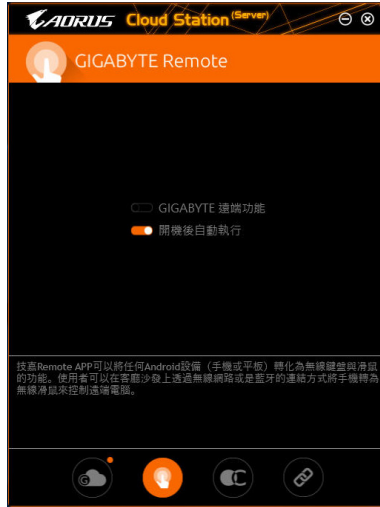 AORUS Cloud Station (Server)
GIGABYTE Remote
GIGABYTE 遠端功能
開機後自動執行
技嘉Remote APP可以將任何Android設備（手機或平板）轉化為無線鍵盤與滑鼠
的功能。使用者可以在客廳沙發上透過無線網路或是藍牙的連結方式將手機轉為
無線滑鼠來控制遠端電腦。
G